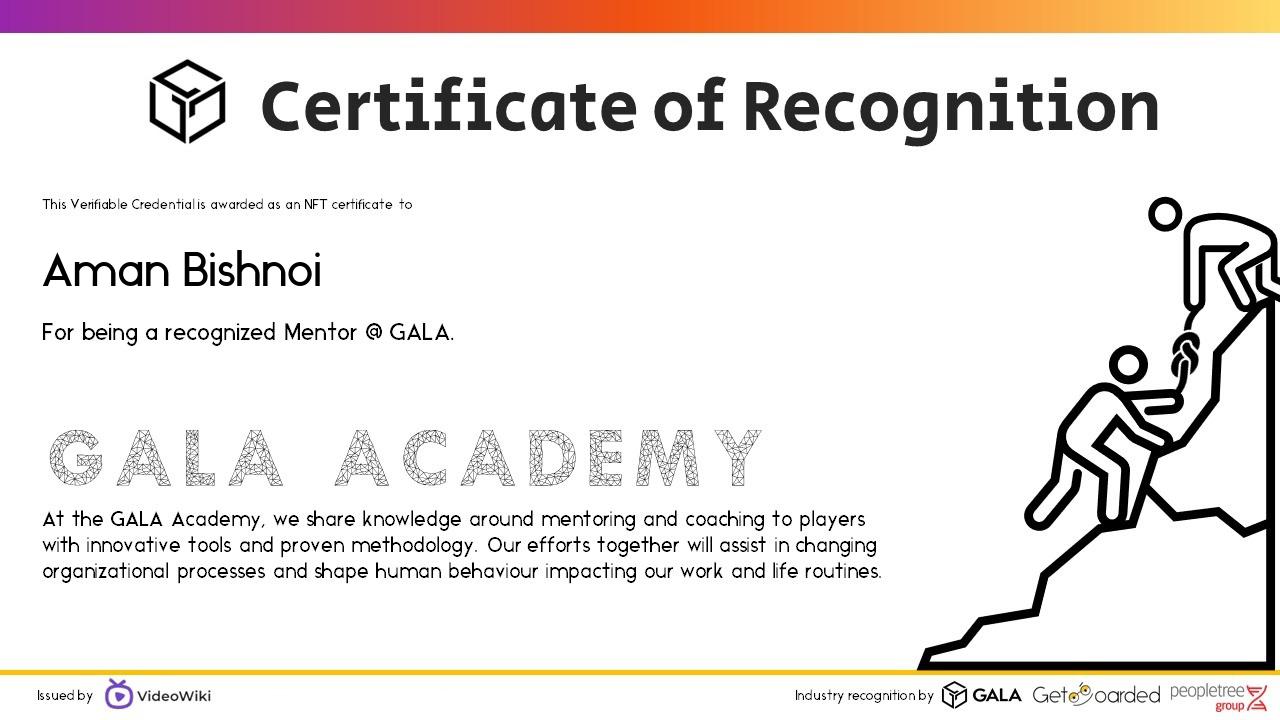 Certificate of Recognition
This Verifiable Credential is awarded as an NFT certificate to
Aman Bishnoi
For being a recognized Mentor @ GALA.
GALA ACADEMY
At the GALA Academy, we share knowledge around mentoring and coaching to players
with innovative tools and proven methodology. Our efforts together will assist in changing
organizational processes and shape human behaviour impacting our work and life routines.
Issued by VideoWiki
Industry recognition by GALA GetBoarded peopletree group